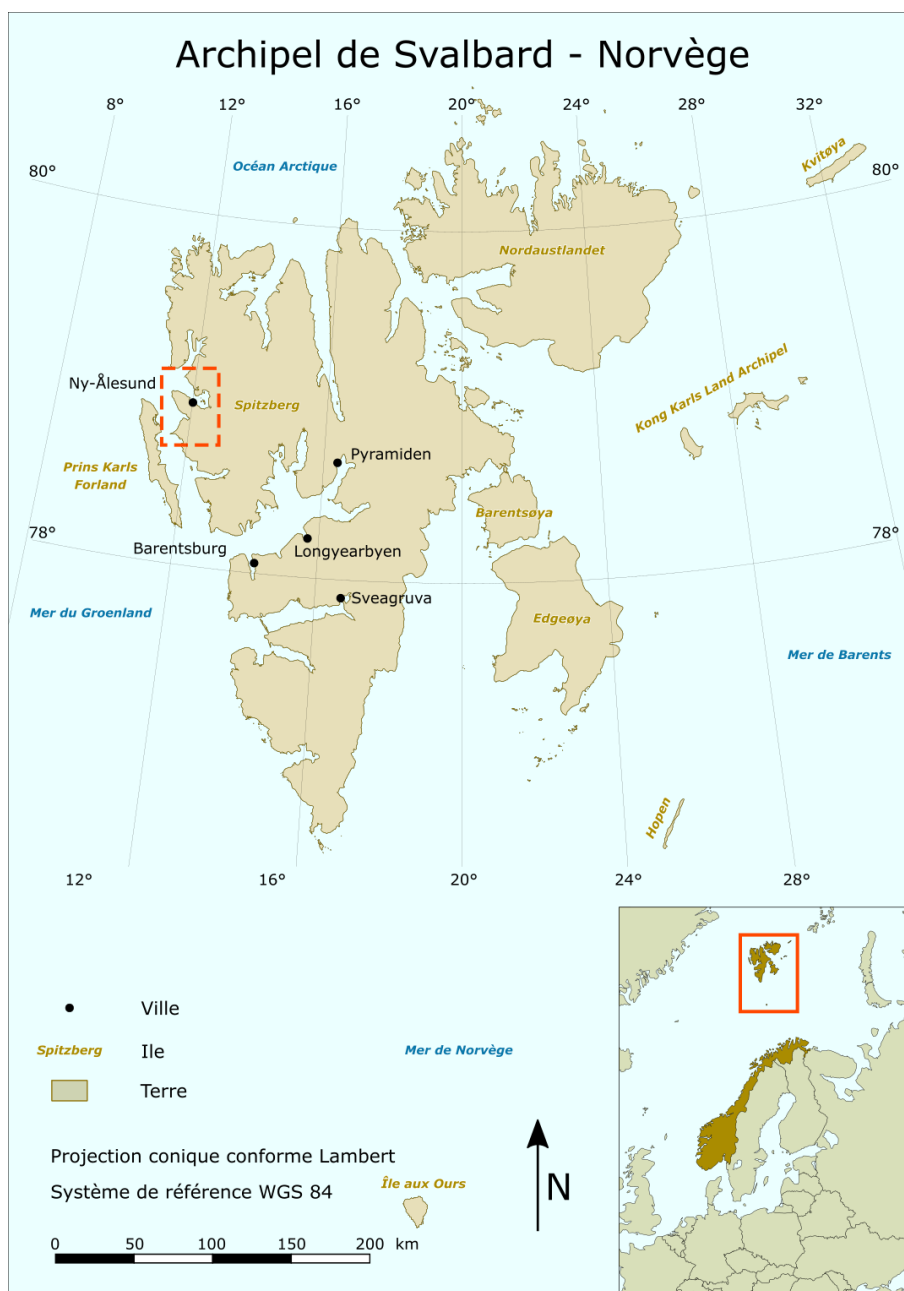 Archipel de Svalbard - Norvège
8° 12° 16° 20° 24° 28° 32°
Océan Arctique
Kvitøya
80° 80°
Nordaustlandet
Ny-Ålesund
Spitzberg
Kong Karls Land Archipel
Pyramiden
Prins Karls
Forland
Barentsøya
78° 78°
Barentsburg
Longyearbyen
Sveagruva
Mer du Groenland
Edgeøya
Mer de Barents
Hopen
12° 16° 20° 24° 28°
Ville
Spitzberg Ile
Mer de Norvège
Terre
Projection conique conforme Lambert
Système de référence WGS 84
Île aux Ours
N
0 50 100 150 200 km